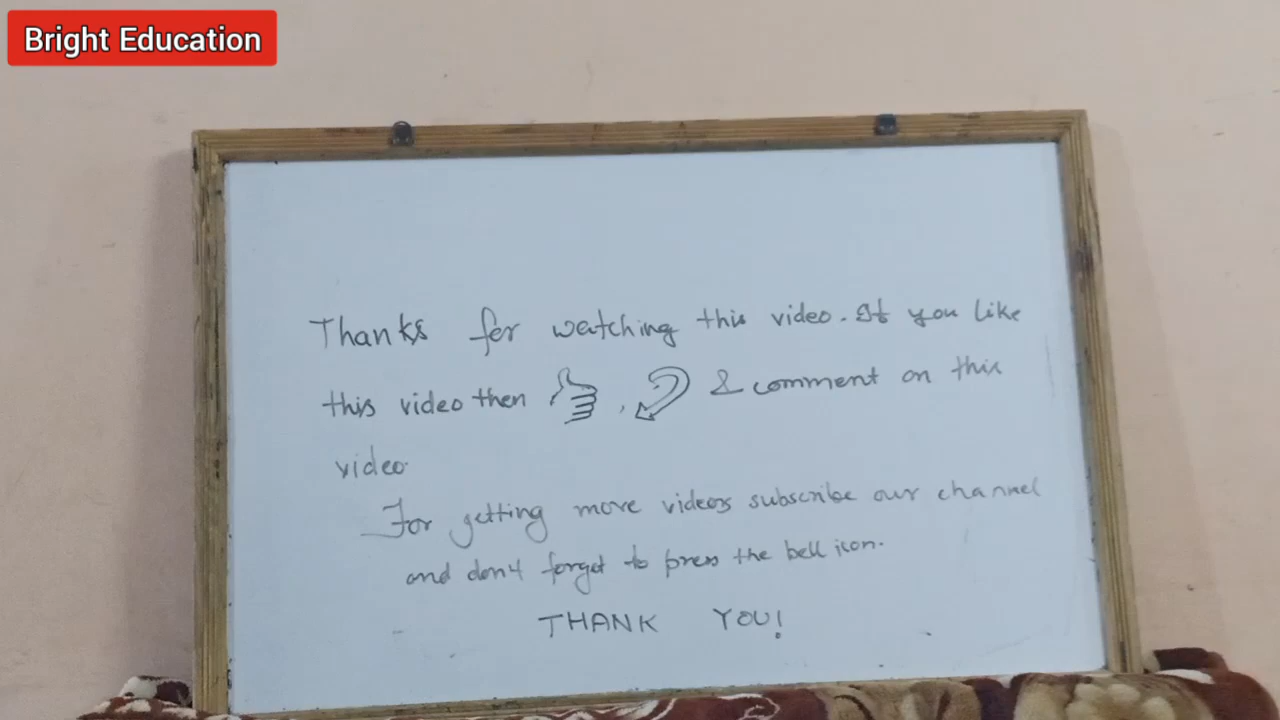 Bright Education
Thanks for watching this video. If you like
this video then , & comment on this
video.
For getting more videos subscribe our channel
and don't forget to press the bell icon.
THANK YOU!